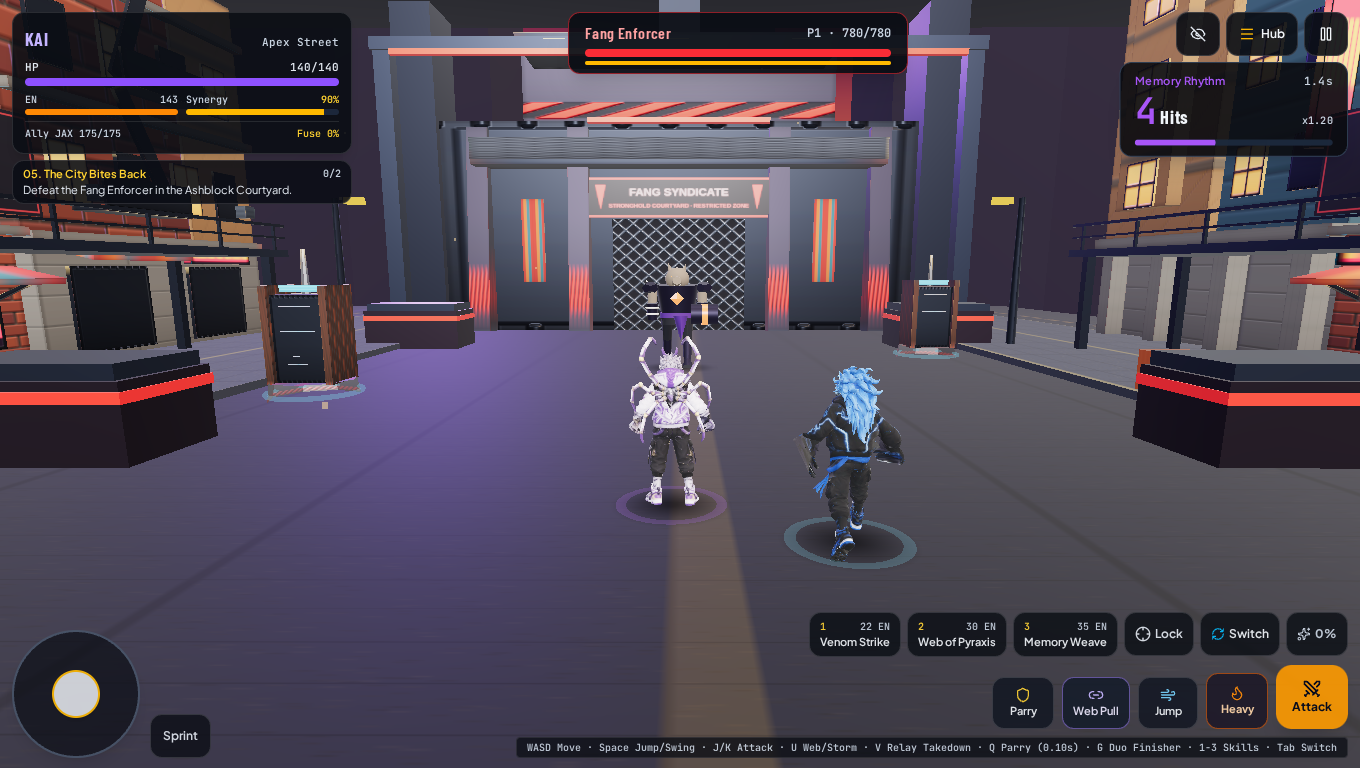 KAI
Apex Street
HP
140/140
EN
143
Synergy
90%
Ally JAX 175/175
Fuse 0%
05. The City Bites Back
0/2
Defeat the Fang Enforcer in the Ashblock Courtyard.
Fang Enforcer
P1 · 780/780
Hub
Memory Rhythm
1.4s
4 Hits
x1.20
FANG SYNDICATE
STRONGHOLD COURTYARD · RESTRICTED ZONE
1
22 EN
Venom Strike
2
30 EN
Web of Pyraxis
3
35 EN
Memory Weave
Lock
Switch
0%
Parry
Web Pull
Jump
Heavy
Attack
Sprint
WASD Move · Space Jump/Swing · J/K Attack · U Web/Storm · V Relay Takedown · Q Parry (0.10s) · G Duo Finisher · 1-3 Skills · Tab Switch